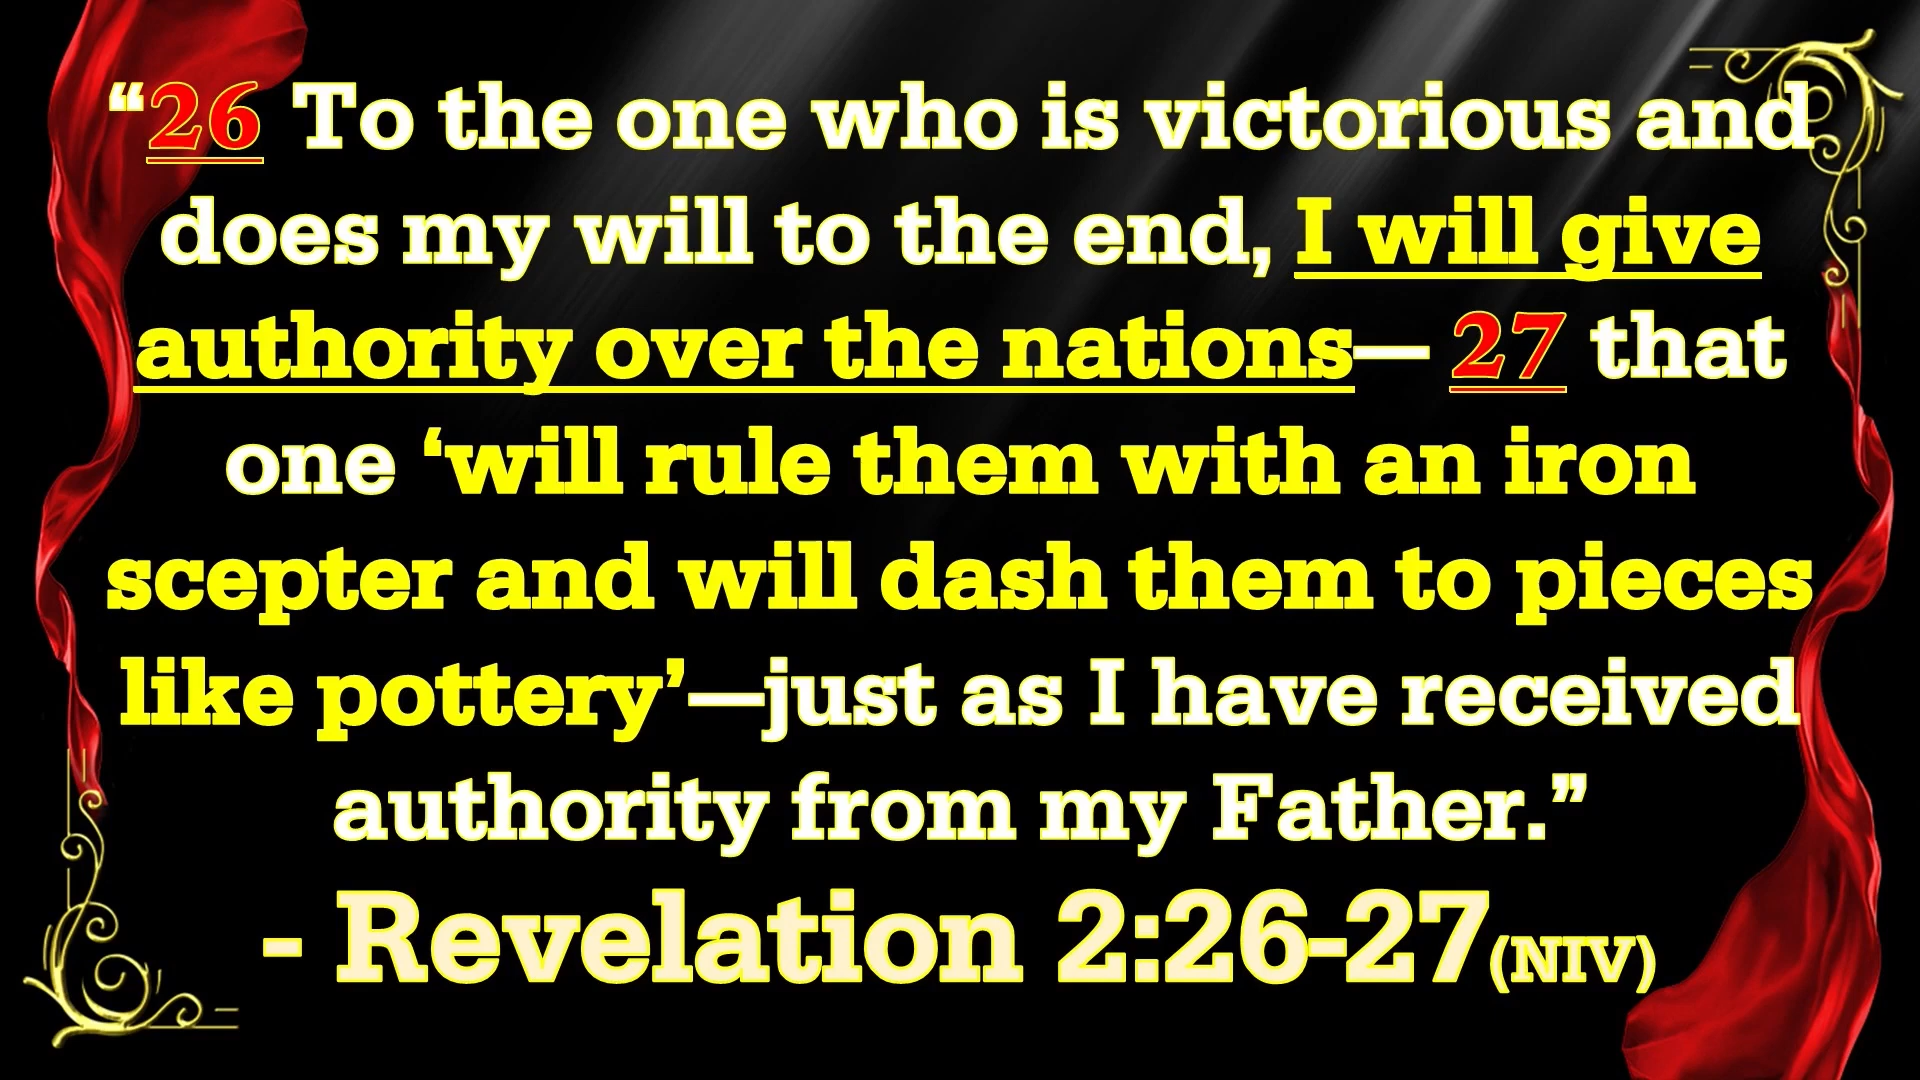 “26 To the one who is victorious and
does my will to the end, I will give
authority over the nations— 27 that
one ‘will rule them with an iron
scepter and will dash them to pieces
like pottery’—just as I have received
authority from my Father.”
- Revelation 2:26-27(NIV)